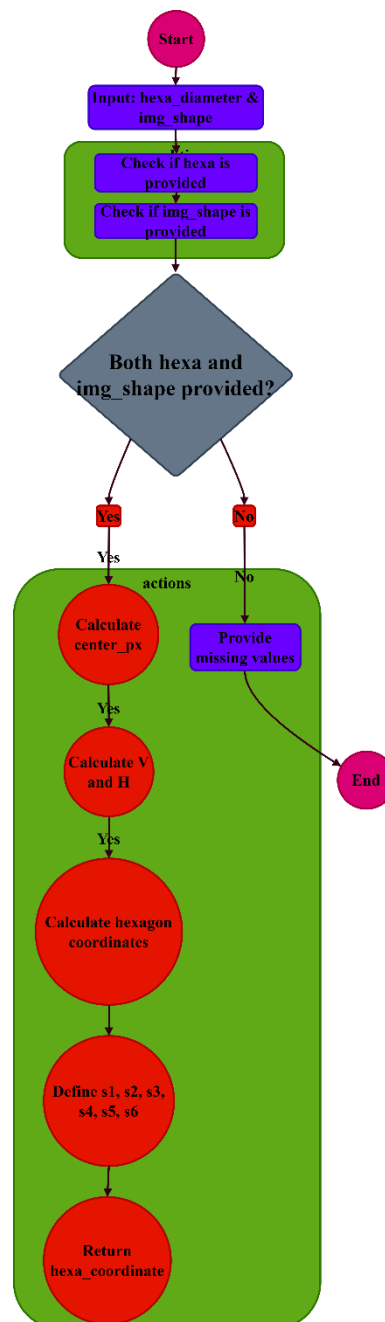 Start
Input: hexa_diameter &
img_shape
Check if hexa is
provided
Check if img_shape is
provided
Both hexa and
img_shape provided?
Yes
No
Yes
No
actions
Calculate
center_px
Provide
missing values
Yes
Calculate V
and H
End
Yes
Calculate hexagon
coordinates
Define s1, s2, s3,
s4, s5, s6
Return
hexa_coordinate